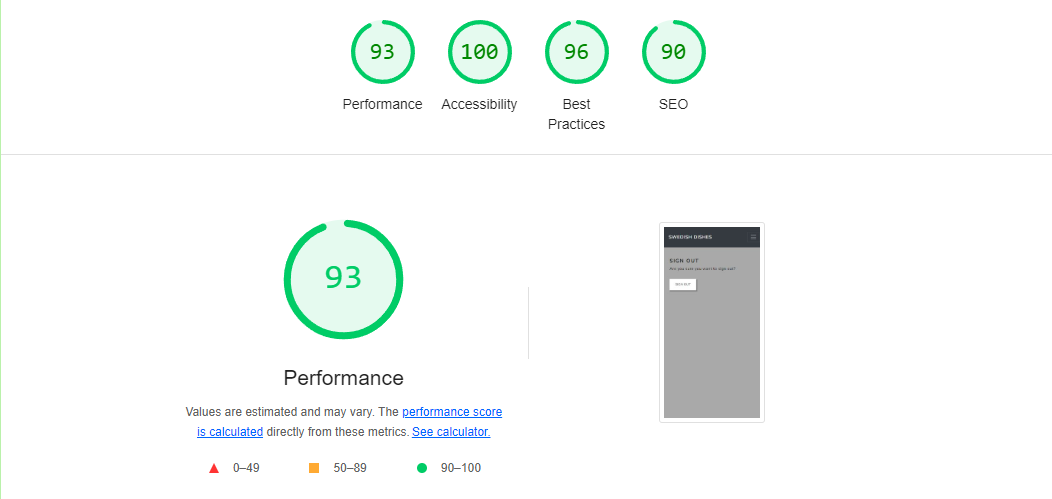 93
100
96
90
Performance
Accessibility
Best
Practices
SEO
93
Performance
Values are estimated and may vary. The performance score
is calculated directly from these metrics. See calculator.
0–49
50–89
90–100
SWEDISH DISHES
SIGN OUT
Are you sure you want to sign out?
SIGN OUT